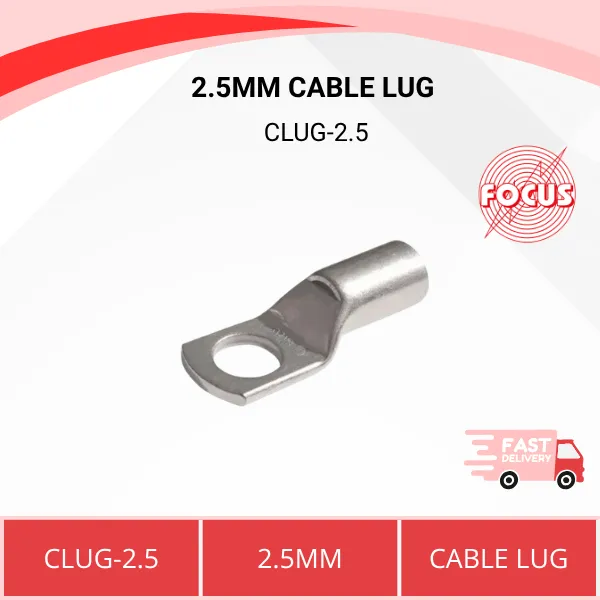 2.5MM CABLE LUG
CLUG-2.5
FOCUS
FAST
DELIVERY
CLUG-2.5
2.5MM
CABLE LUG